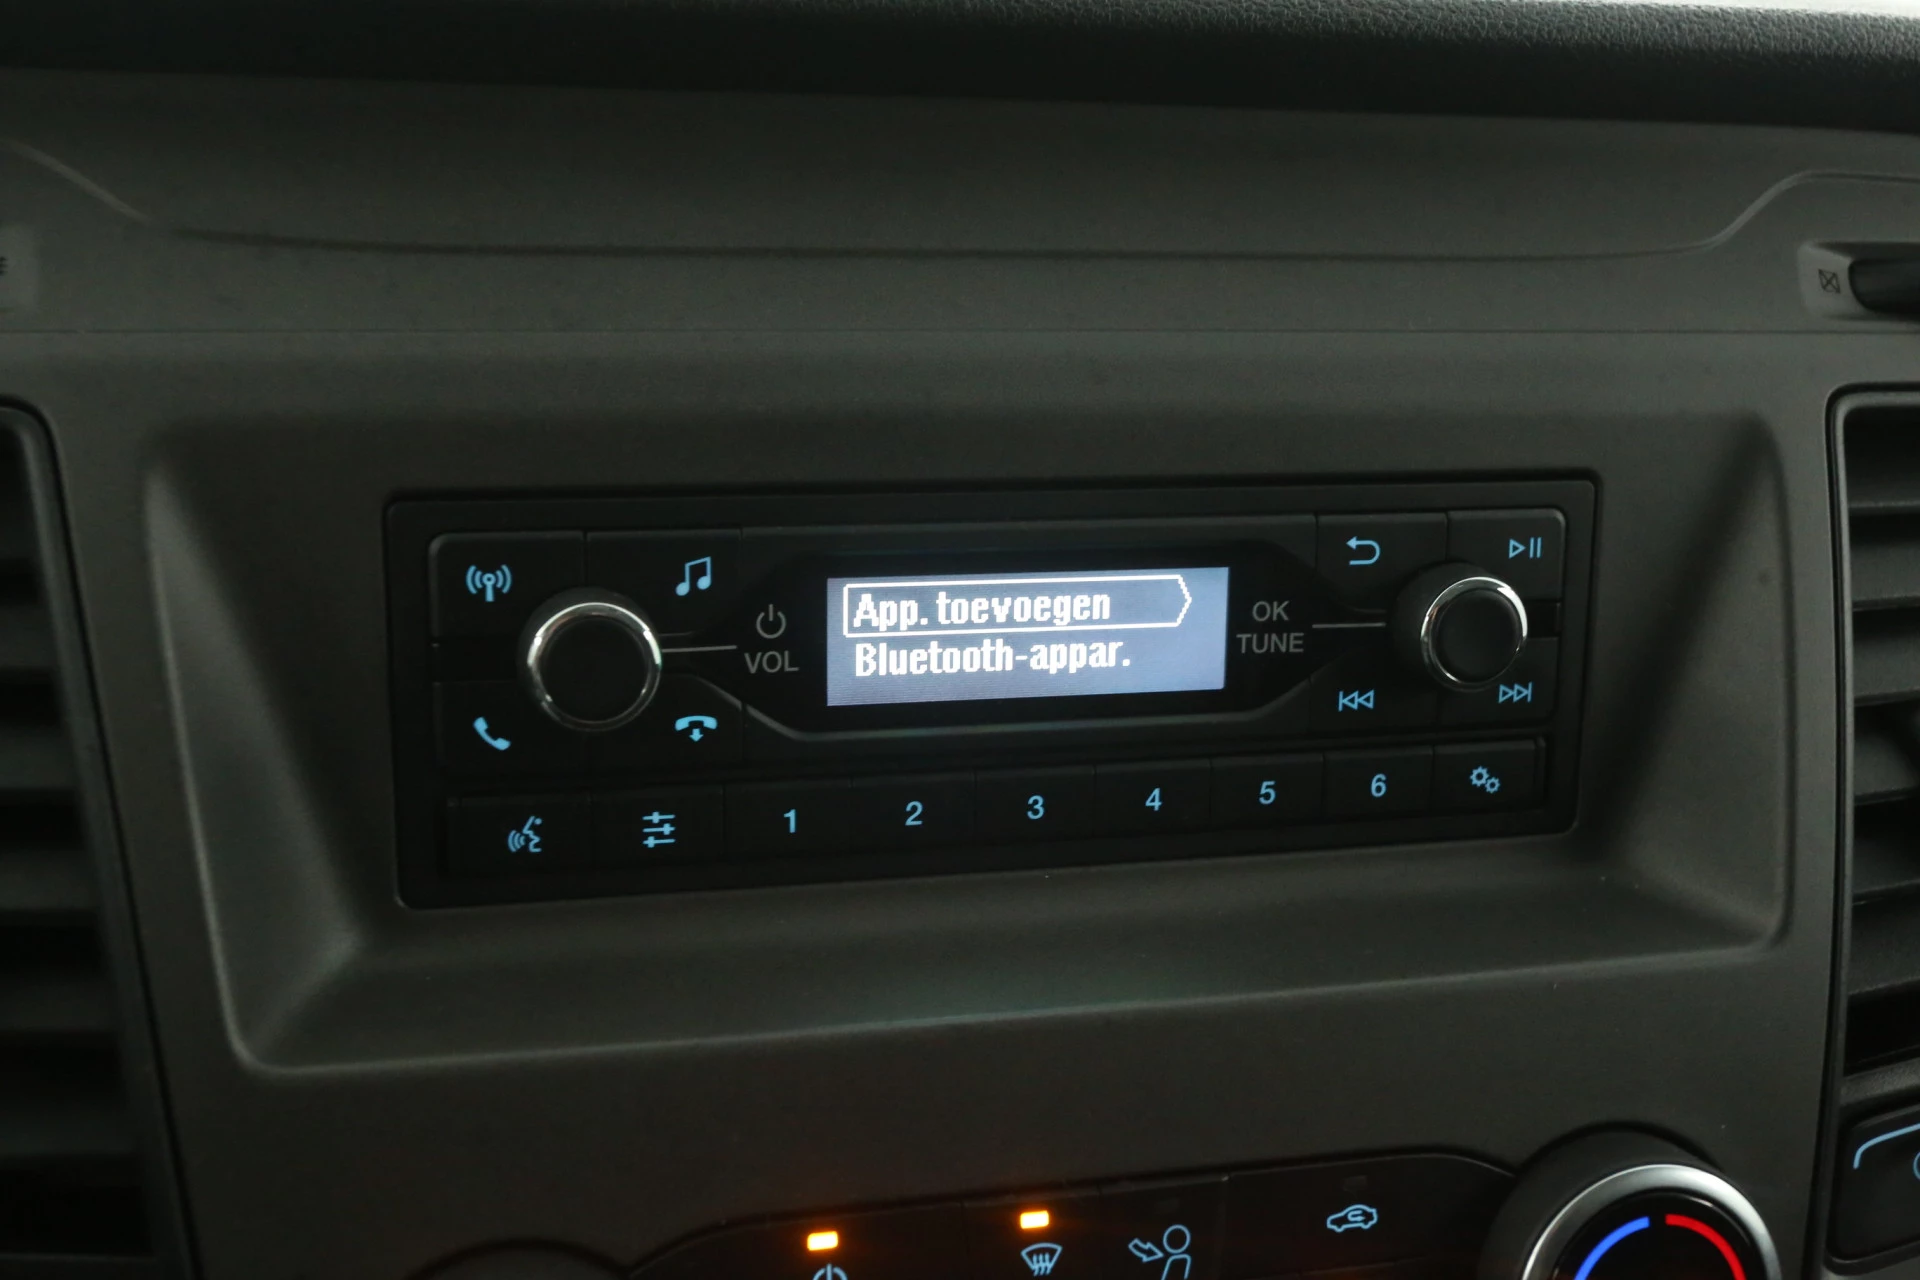 App. toevoegen
Bluetooth-appar.
VOL
OK
TUNE
1 2 3 4 5 6